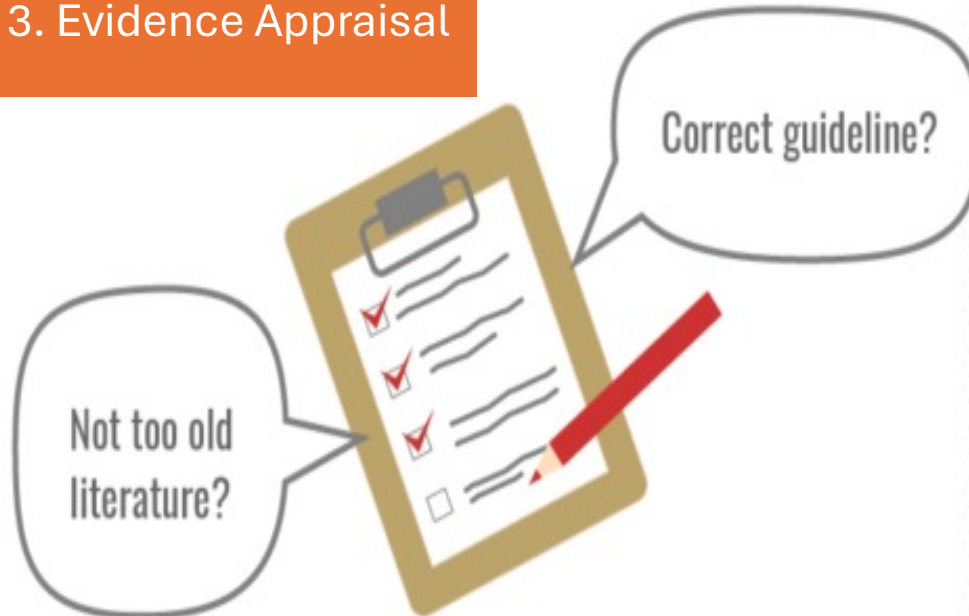 3. Evidence Appraisal
Correct guideline?
Not too old
literature?